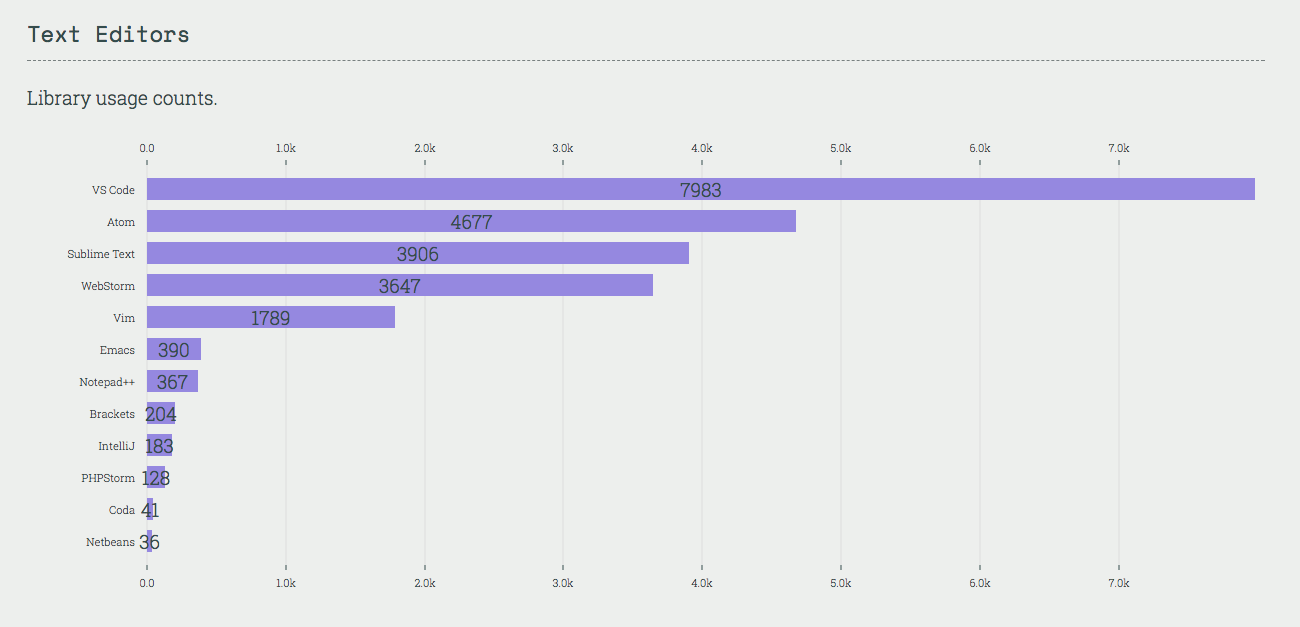 Text Editors
Library usage counts.
0.0 1.0k 2.0k 3.0k 4.0k 5.0k 6.0k 7.0k
VS Code 7983
Atom 4677
Sublime Text 3906
WebStorm 3647
Vim 1789
Emacs 390
Notepad++ 367
Brackets 204
IntelliJ 183
PHPStorm 128
Coda 41
Netbeans 36
0.0 1.0k 2.0k 3.0k 4.0k 5.0k 6.0k 7.0k